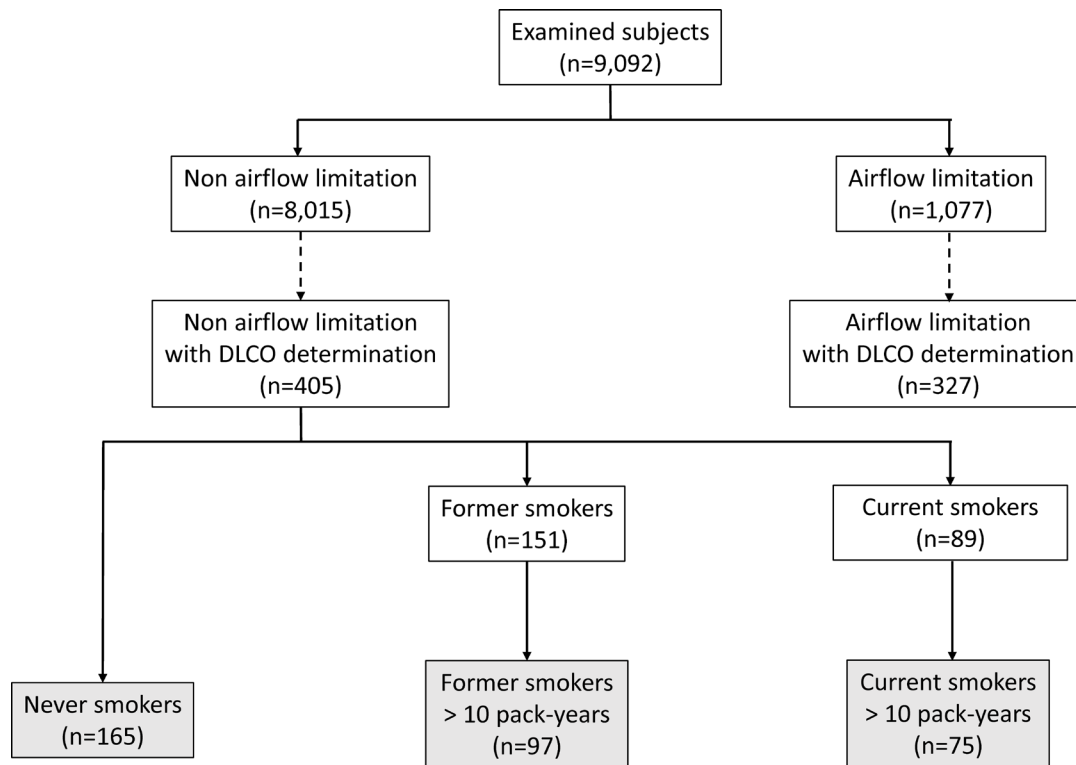 Examined subjects
(n=9,092)
Non airflow limitation
(n=8,015)
Airflow limitation
(n=1,077)
Non airflow limitation
with DLCO determination
(n=405)
Airflow limitation
with DLCO determination
(n=327)
Former smokers
(n=151)
Current smokers
(n=89)
Never smokers
(n=165)
Former smokers
> 10 pack-years
(n=97)
Current smokers
> 10 pack-years
(n=75)